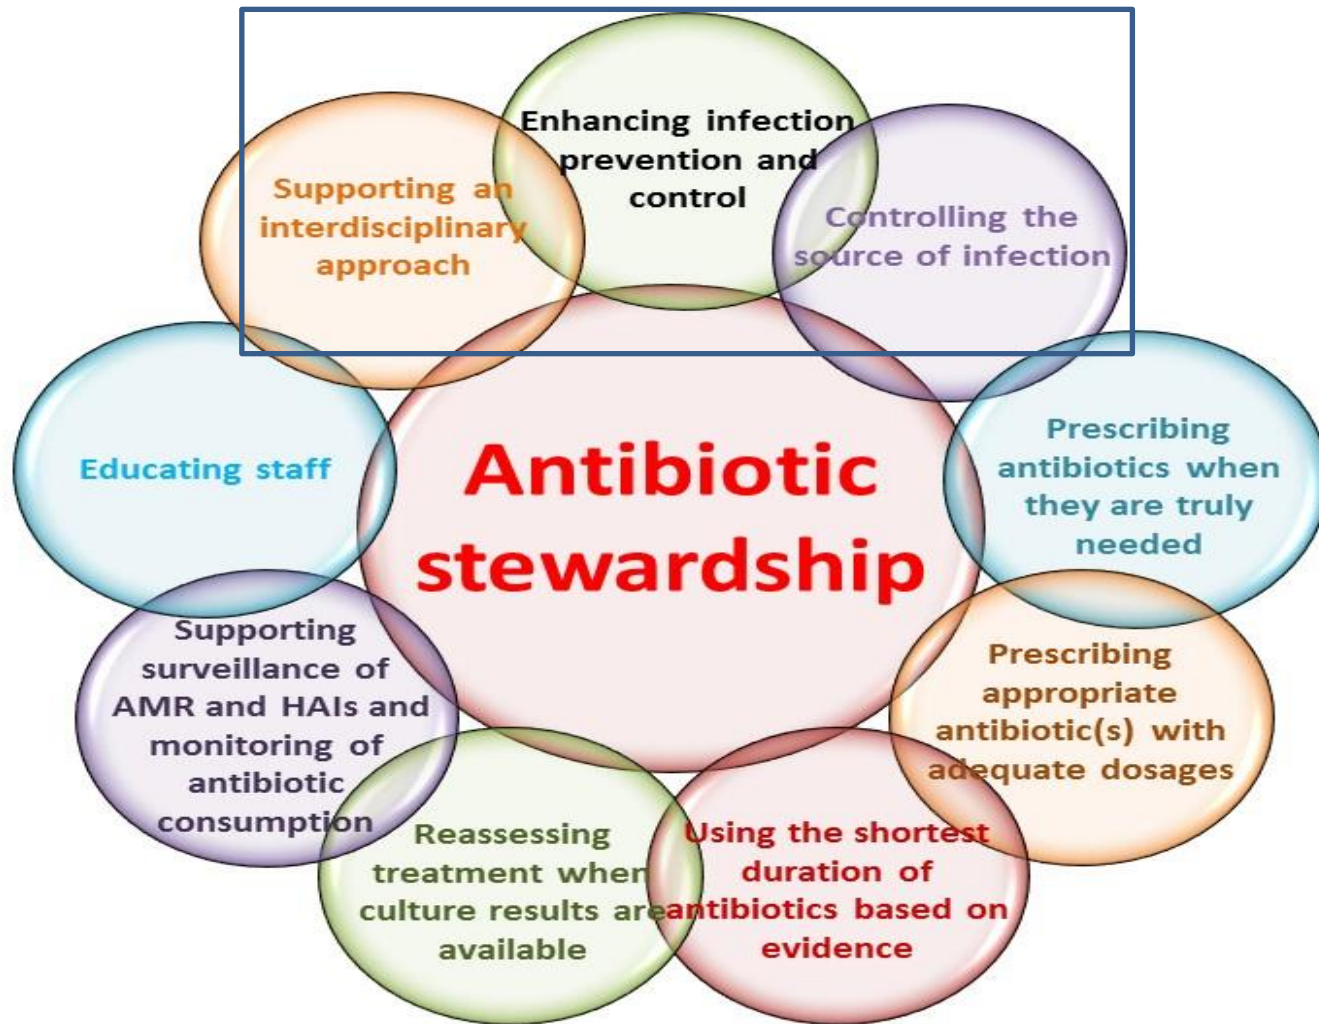 Enhancing infection
prevention and
control
Controlling the
source of infection
Prescribing
antibiotics when
they are truly
needed
Prescribing
appropriate
antibiotic(s) with
adequate dosages
Using the shortest
duration of
antibiotics based on
evidence
Reassessing
treatment when
culture results are
available
Supporting
surveillance of
AMR and HAIs and
monitoring of
antibiotic
consumption
Educating staff
Supporting an
interdisciplinary
approach
Antibiotic
stewardship